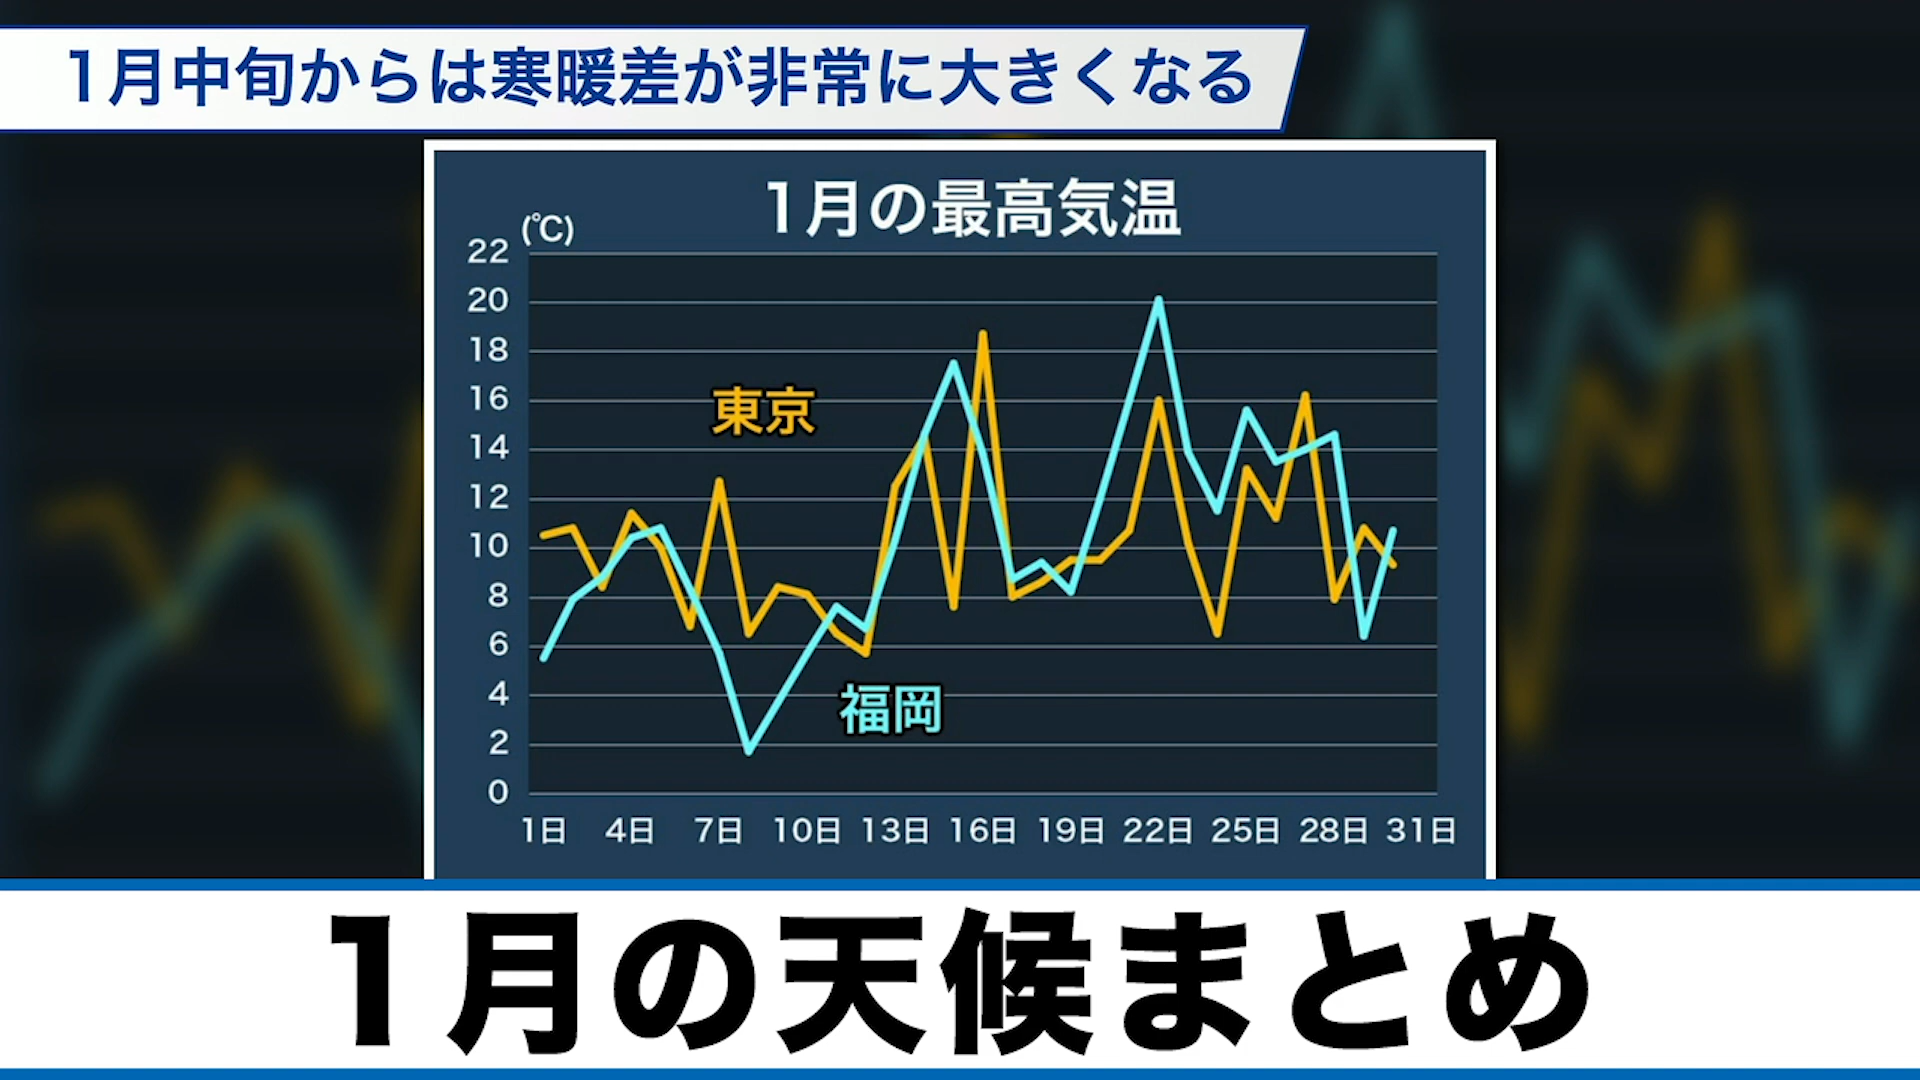 1月中旬からは寒暖差が非常に大きくなる
1月の最高気温
(℃)
22
20
18
16
14
12
10
8
6
4
2
0
東京
福岡
1日 4日 7日 10日 13日 16日 19日 22日 25日 28日 31日
1月の天候まとめ